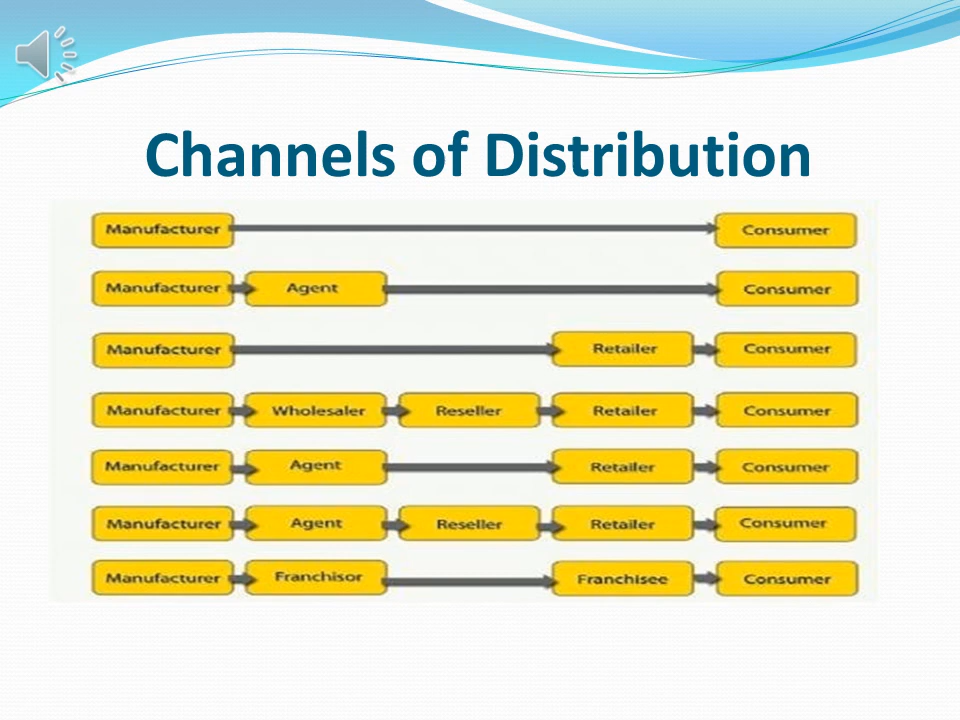 Channels of Distribution
Manufacturer Consumer
Manufacturer Agent Consumer
Manufacturer Retailer Consumer
Manufacturer Wholesaler Reseller Retailer Consumer
Manufacturer Agent Retailer Consumer
Manufacturer Agent Reseller Retailer Consumer
Manufacturer Franchisor Franchisee Consumer